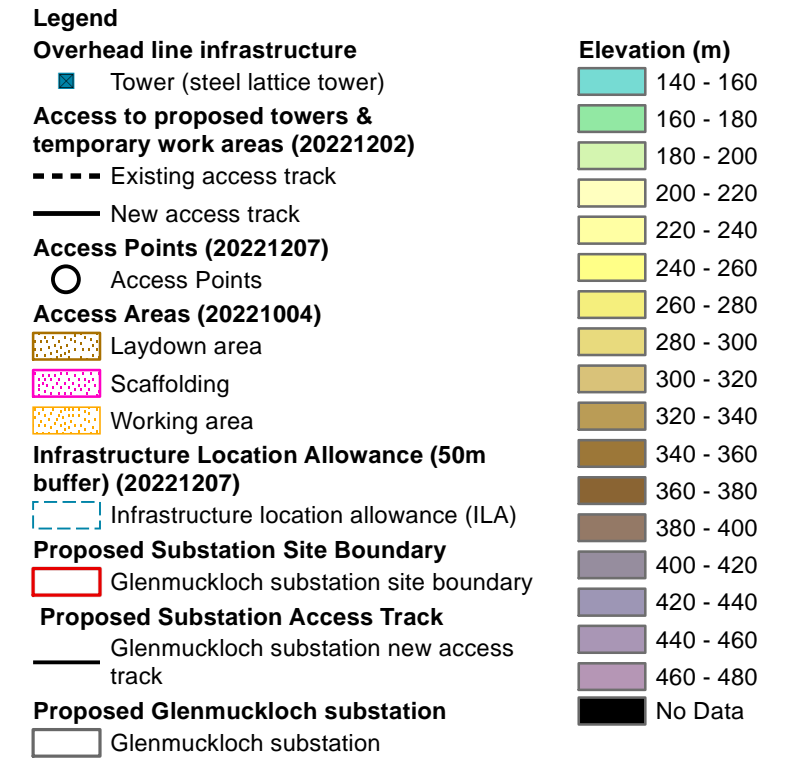 Legend
Overhead line infrastructure
Tower (steel lattice tower)
Access to proposed towers &
temporary work areas (20221202)
Existing access track
New access track
Access Points (20221207)
Access Points
Access Areas (20221004)
Laydown area
Scaffolding
Working area
Infrastructure Location Allowance (50m
buffer) (20221207)
Infrastructure location allowance (ILA)
Proposed Substation Site Boundary
Glenmuckloch substation site boundary
Proposed Substation Access Track
Glenmuckloch substation new access
track
Proposed Glenmuckloch substation
Glenmuckloch substation
Elevation (m)
140 - 160
160 - 180
180 - 200
200 - 220
220 - 240
240 - 260
260 - 280
280 - 300
300 - 320
320 - 340
340 - 360
360 - 380
380 - 400
400 - 420
420 - 440
440 - 460
460 - 480
No Data